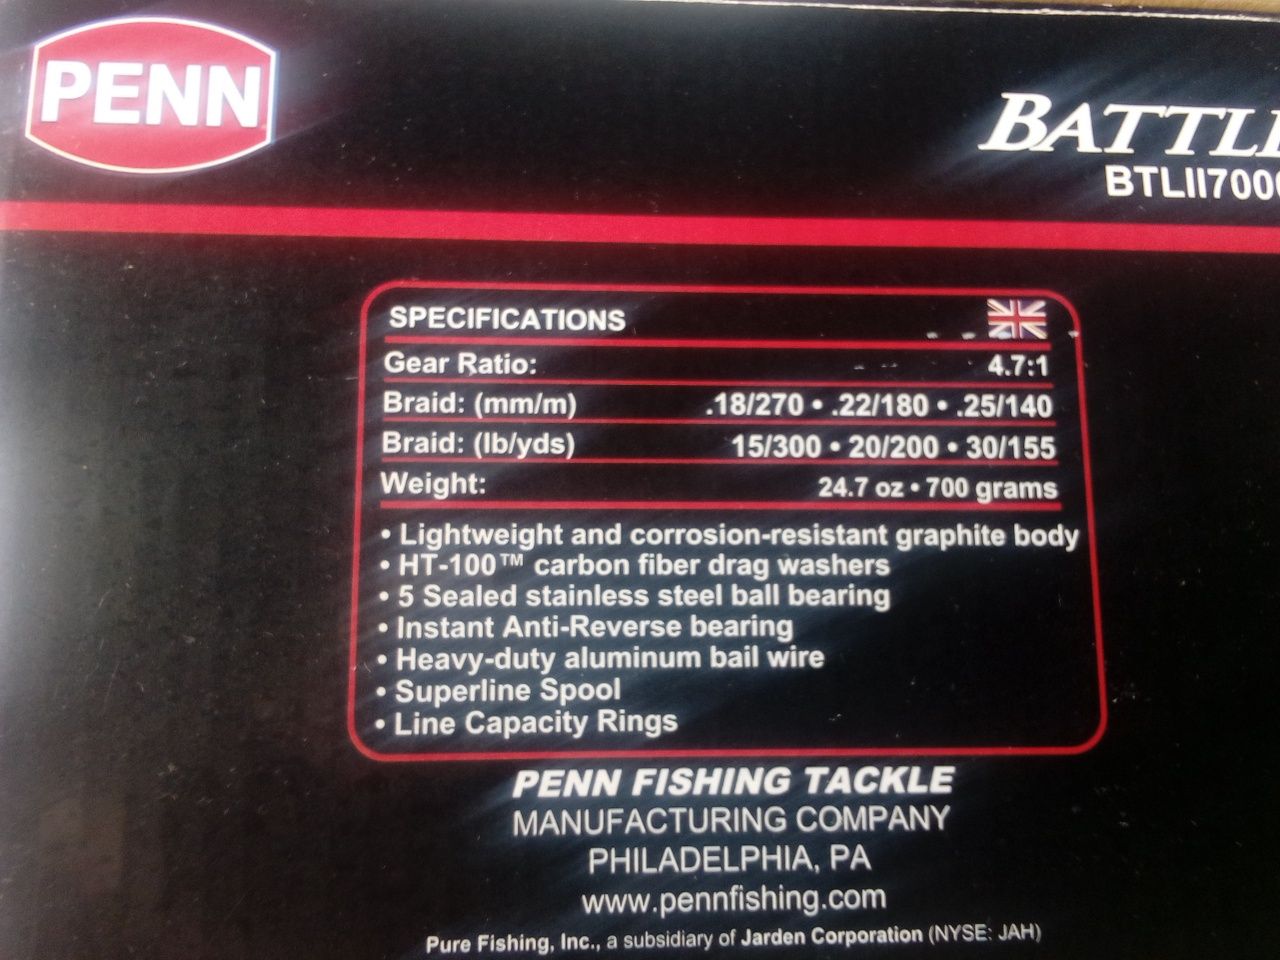 PENN
BATTLE
BTLII700
SPECIFICATIONS
Gear Ratio: 4.7:1
Braid: (mm/m) .18/270 • .22/180 • .25/140
Braid: (lb/yds) 15/300 • 20/200 • 30/155
Weight: 24.7 oz • 700 grams
• Lightweight and corrosion-resistant graphite body
• HT-100™ carbon fiber drag washers
• 5 Sealed stainless steel ball bearing
• Instant Anti-Reverse bearing
• Heavy-duty aluminum bail wire
• Superline Spool
• Line Capacity Rings
PENN FISHING TACKLE
MANUFACTURING COMPANY
PHILADELPHIA, PA
www.pennfishing.com
Pure Fishing, Inc., a subsidiary of Jarden Corporation (NYSE: JAH)